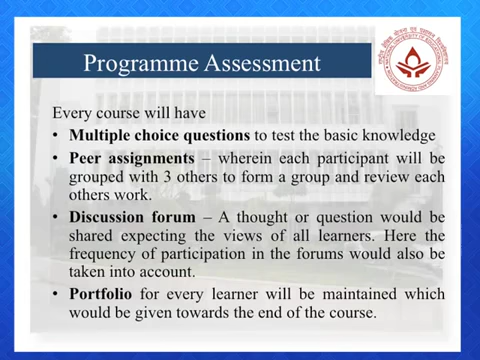 Programme Assessment
Every course will have
• Multiple choice questions to test the basic knowledge
• Peer assignments – wherein each participant will be
grouped with 3 others to form a group and review each
others work.
• Discussion forum – A thought or question would be
shared expecting the views of all learners. Here the
frequency of participation in the forums would also be
taken into account.
• Portfolio for every learner will be maintained which
would be given towards the end of the course.